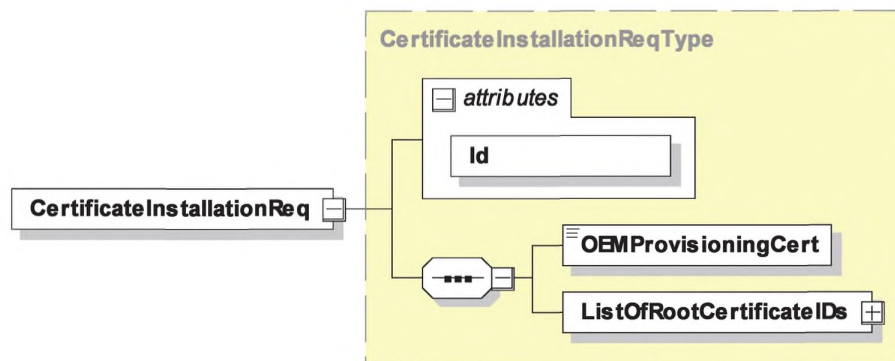 CertificateInstallationReqType
attributes
Id
CertificateInstallationReq
OEMProvisioningCert
ListOfRootCertificateIDs